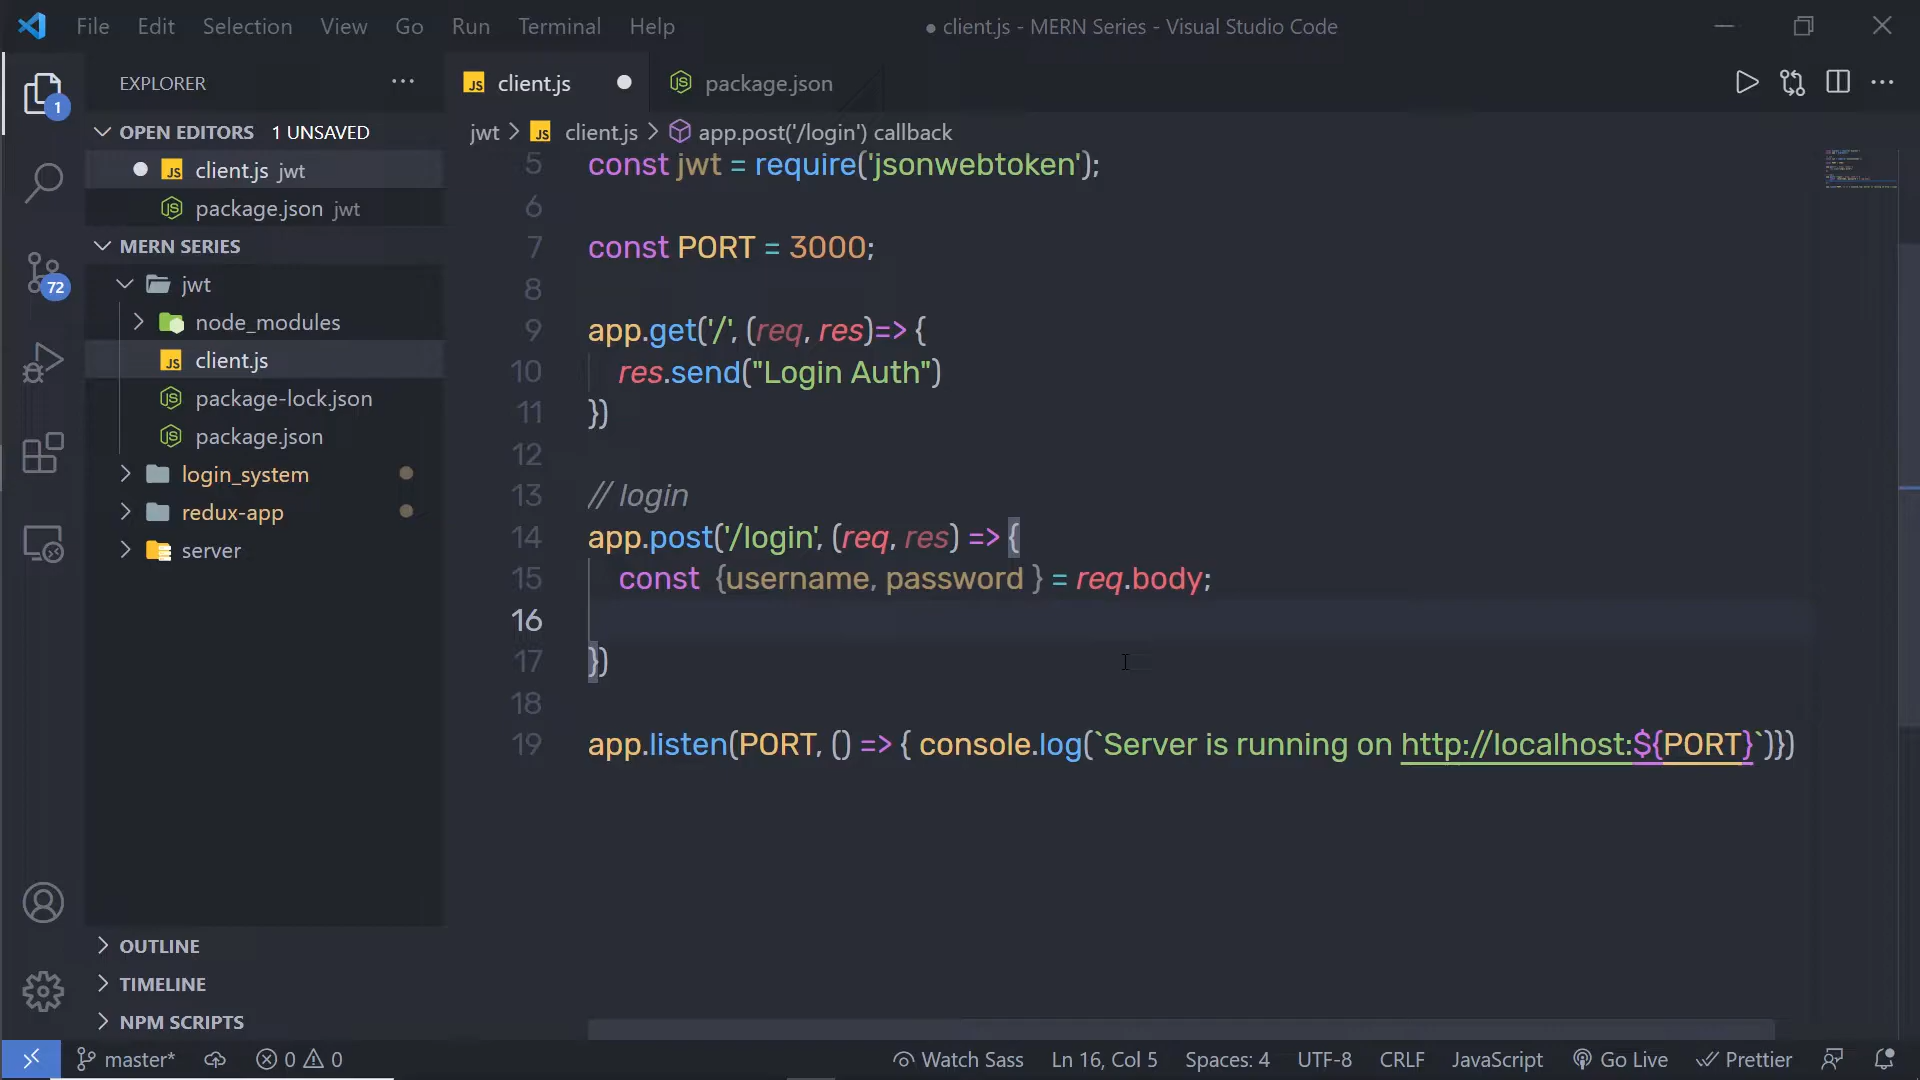 File Edit Selection View Go Run Terminal Help
● client.js - MERN Series - Visual Studio Code
EXPLORER
OPEN EDITORS 1 UNSAVED
JS client.js jwt
package.json jwt
MERN SERIES
jwt
node_modules
JS client.js
package-lock.json
package.json
login_system
redux-app
server
OUTLINE
TIMELINE
NPM SCRIPTS
1
72
JS client.js
package.json
jwt > JS client.js > app.post('/login') callback
5 const jwt = require('jsonwebtoken');
6
7 const PORT = 3000;
8
9 app.get('/', (req, res)=> {
10 res.send("Login Auth")
11 })
12
13 // login
14 app.post('/login', (req, res) => {
15 const {username, password } = req.body;
16
17 })
18
19 app.listen(PORT, () => { console.log(`Server is running on http://localhost:${PORT}`)})
master* 0 0
Watch Sass Ln 16, Col 5 Spaces: 4 UTF-8 CRLF JavaScript Go Live Prettier